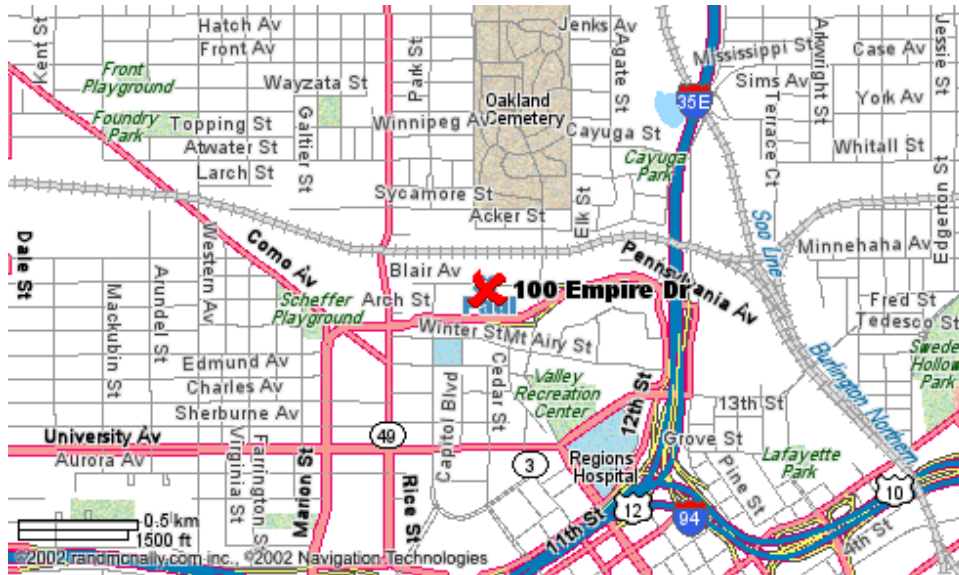 Hatch Av
Front Av
Kent St
Park St
Jenks Av
Agate St
Mississippi St
Arkwright St
Case Av
Jessie St
Front
Playground
Wayzata St
Sims Av
35E
York Av
Foundry
Park
Topping St
Galtier St
Winnipeg Av
Oakland
Cemetery
Cayuga St
Terrace Ct
Atwater St
Whitall St
Larch St
Cayuga
Park
Sycamore St
Acker St
Elk St
Edgerton St
Soo Line
Minnehaha Av
Dale St
Western Av
Como Av
Pennsylvania Av
Blair Av
Arundel St
Mackubin St
Scheffer
Playground
Arch St
100 Empire Dr
Paul
Fred St
Tedesco St
Winter St
Mt Airy St
Burlington Northern
Swede
Hollow
Park
Edmund Av
Charles Av
Sherburne Av
Cedar St
Capitol Blvd
Valley
Recreation
Center
12th St
13th St
University Av
49
Grove St
Aurora Av
Virginia St
Farrington St
Marion St
Rice St
3
Regions
Hospital
Pine St
Lafayette
Park
10
12
94
11th St
4th St
0.5 km
1500 ft
©2002 randmcnally.com inc., ©2002 Navigation Technologies